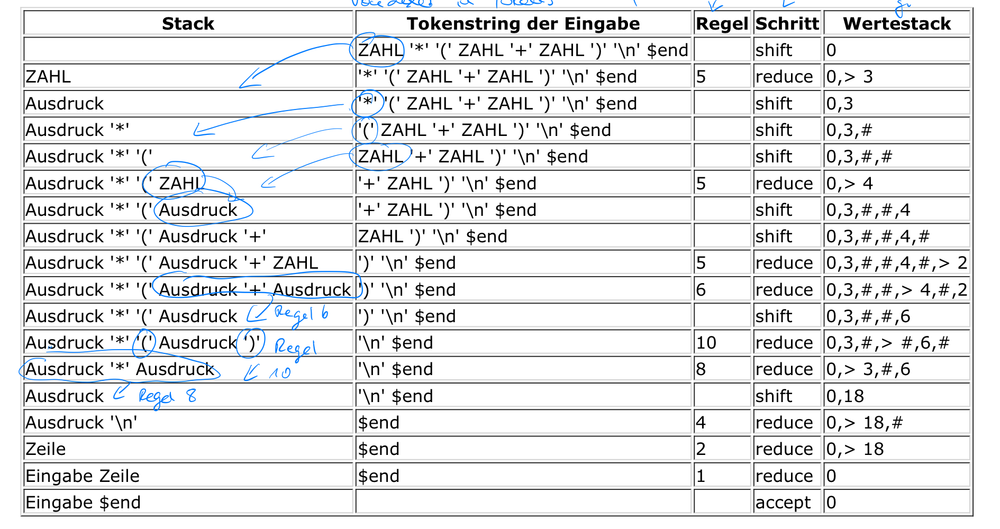 Stack Tokenstring der Eingabe Regel Schritt Wertestack
ZAHL '*' '(' ZAHL '+' ZAHL ')' '\n' $end shift 0
ZAHL '*' '(' ZAHL '+' ZAHL ')' '\n' $end 5 reduce 0,> 3
Ausdruck '*' '(' ZAHL '+' ZAHL ')' '\n' $end shift 0,3
Ausdruck '*' '(' ZAHL '+' ZAHL ')' '\n' $end shift 0,3,#
Ausdruck '*' '(' ZAHL '+' ZAHL ')' '\n' $end shift 0,3,#,#
Ausdruck '*' '(' ZAHL '+' ZAHL ')' '\n' $end 5 reduce 0,> 4
Ausdruck '*' '(' Ausdruck '+' ZAHL ')' '\n' $end shift 0,3,#,#,4
Ausdruck '*' '(' Ausdruck '+' ZAHL ')' '\n' $end shift 0,3,#,#,4,#
Ausdruck '*' '(' Ausdruck '+' ZAHL ')' '\n' $end 5 reduce 0,3,#,#,4,#,> 2
Ausdruck '*' '(' Ausdruck '+' Ausdruck ')' '\n' $end 6 reduce 0,3,#,#,> 4,#,2
Ausdruck '*' '(' Ausdruck Regel 6 ')' '\n' $end shift 0,3,#,#,6
Ausdruck '*' '(' Ausdruck ')' Regel '\n' $end 10 reduce 0,3,#,> #,6,#
Ausdruck '*' Ausdruck 10 '\n' $end 8 reduce 0,> 3,#,6
Ausdruck Regel 8 '\n' $end shift 0,18
Ausdruck '\n' $end 4 reduce 0,> 18,#
Zeile $end 2 reduce 0,> 18
Eingabe Zeile $end 1 reduce 0
Eingabe $end accept 0